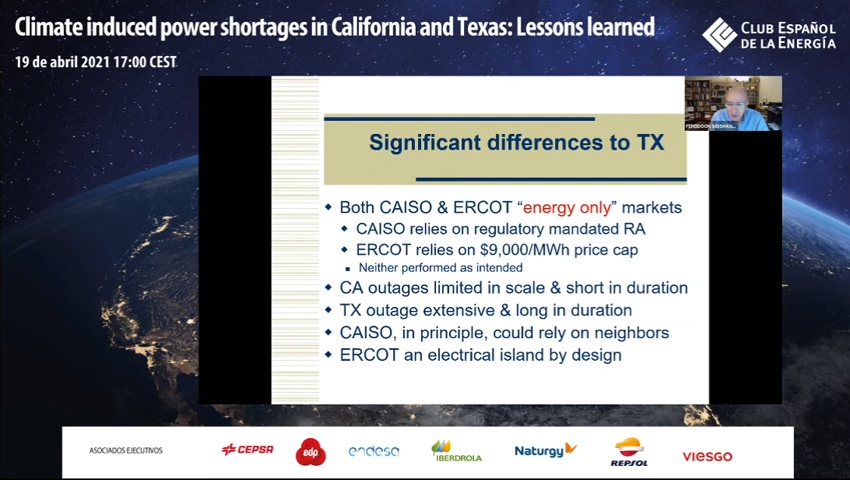 Climate induced power shortages in California and Texas: Lessons learned
19 de abril 2021 17:00 CEST
CLUB ESPAÑOL
DE LA ENERGÍA
Significant differences to TX
Both CAISO & ERCOT “energy only” markets
CAISO relies on regulatory mandated RA
ERCOT relies on $9,000/MWh price cap
Neither performed as intended
CA outages limited in scale & short in duration
TX outage extensive & long in duration
CAISO, in principle, could rely on neighbors
ERCOT an electrical island by design
ASOCIADOS EJECUTIVOS
CEPSA
edp
endesa
IBERDROLA
Naturgy
REPSOL
viesgo